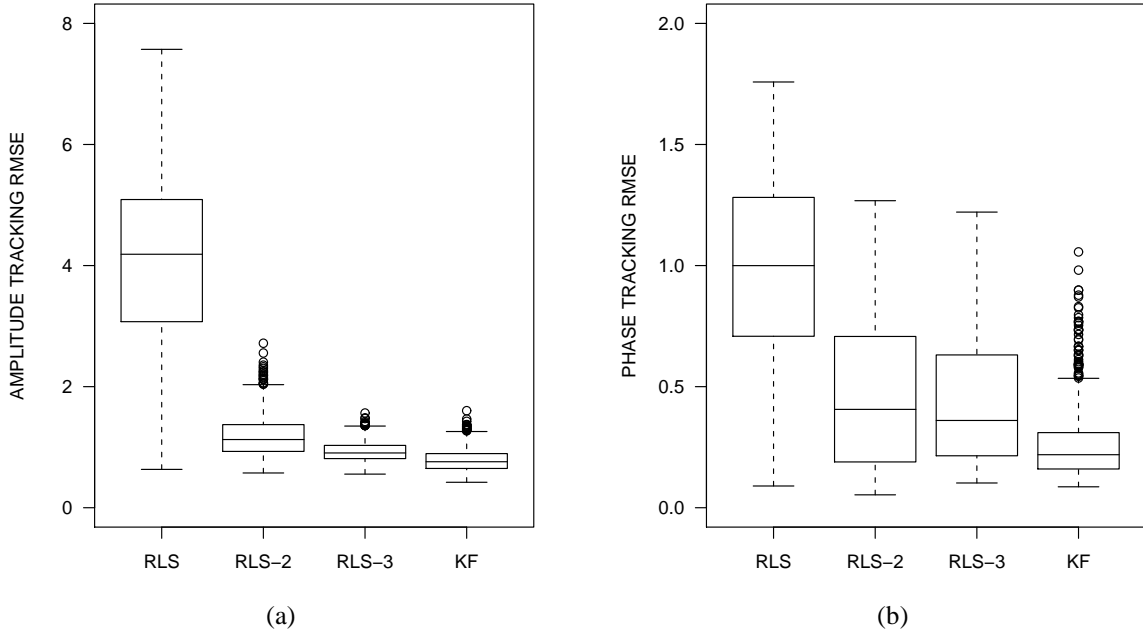 AMPLITUDE TRACKING RMSE
8
6
4
2
0
RLS RLS−2 RLS−3 KF
(a)
PHASE TRACKING RMSE
2.0
1.5
1.0
0.5
0.0
RLS RLS−2 RLS−3 KF
(b)